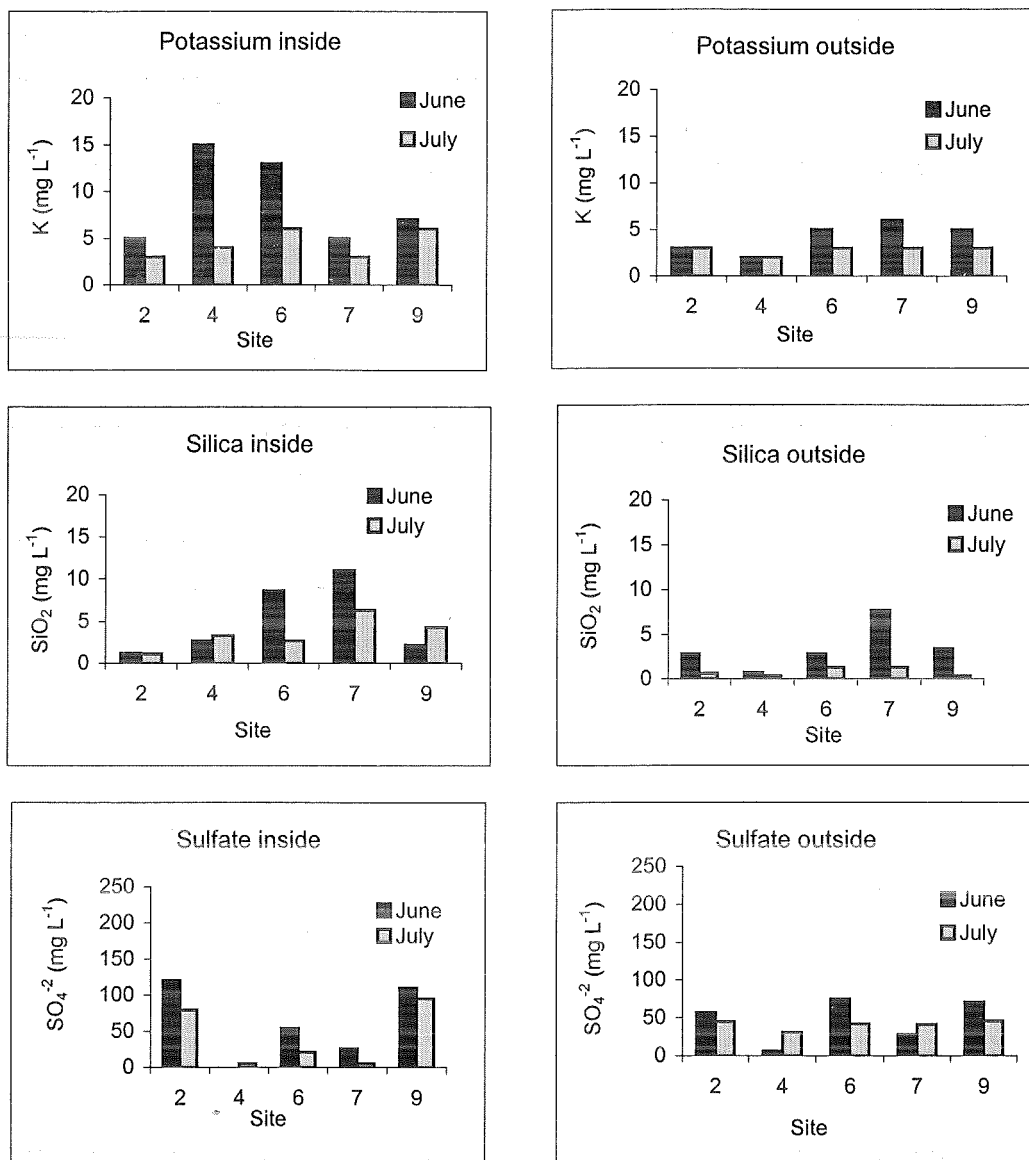 Potassium inside
20
15
10
5
0
K (mg L⁻¹)
June
July
2 4 6 7 9
Site
Potassium outside
20
15
10
5
0
K (mg L⁻¹)
June
July
2 4 6 7 9
Site
Silica inside
20
15
10
5
0
SiO₂ (mg L⁻¹)
June
July
2 4 6 7 9
Site
Silica outside
20
15
10
5
0
SiO₂ (mg L⁻¹)
June
July
2 4 6 7 9
Site
Sulfate inside
250
200
150
100
50
0
SO₄⁻² (mg L⁻¹)
June
July
2 4 6 7 9
Site
Sulfate outside
250
200
150
100
50
0
SO₄⁻² (mg L⁻¹)
June
July
2 4 6 7 9
Site